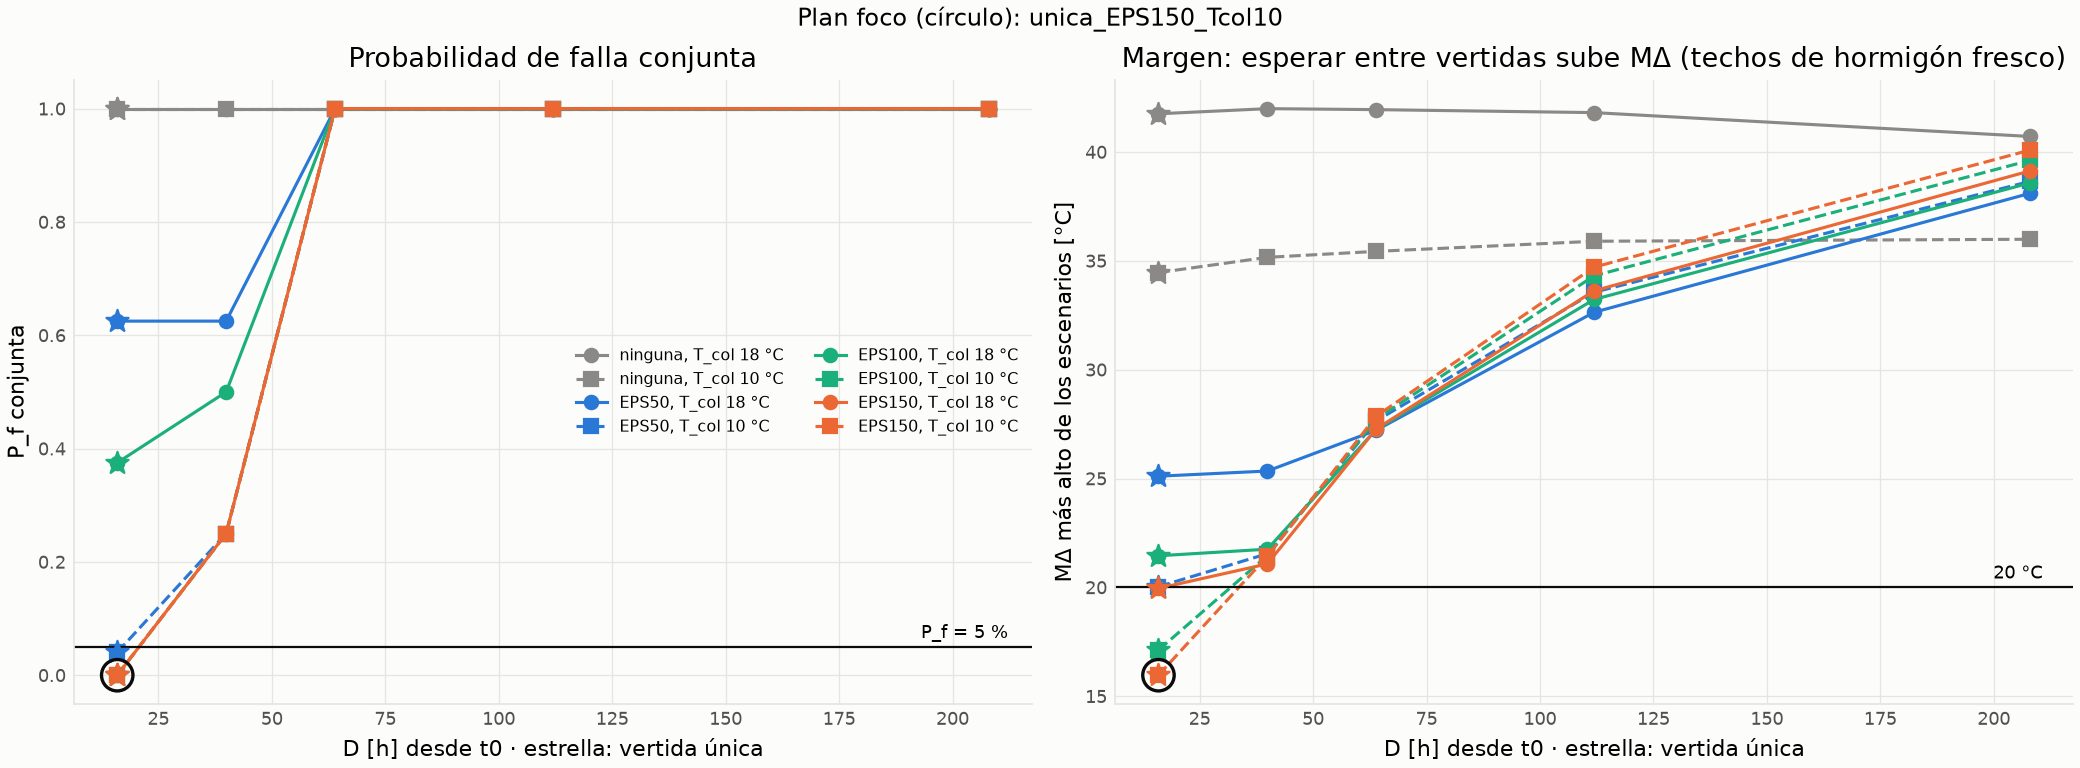 Plan foco (círculo): unica_EPS150_Tcol10
Probabilidad de falla conjunta
P_f conjunta
1.0
0.8
0.6
0.4
0.2
0.0
ninguna, T_col 18 °C
ninguna, T_col 10 °C
EPS50, T_col 18 °C
EPS50, T_col 10 °C
EPS100, T_col 18 °C
EPS100, T_col 10 °C
EPS150, T_col 18 °C
EPS150, T_col 10 °C
P_f = 5 %
25 50 75 100 125 150 175 200
D [h] desde t0 · estrella: vertida única
Margen: esperar entre vertidas sube MΔ (techos de hormigón fresco)
MΔ más alto de los escenarios [°C]
40
35
30
25
20
15
20 °C
25 50 75 100 125 150 175 200
D [h] desde t0 · estrella: vertida única